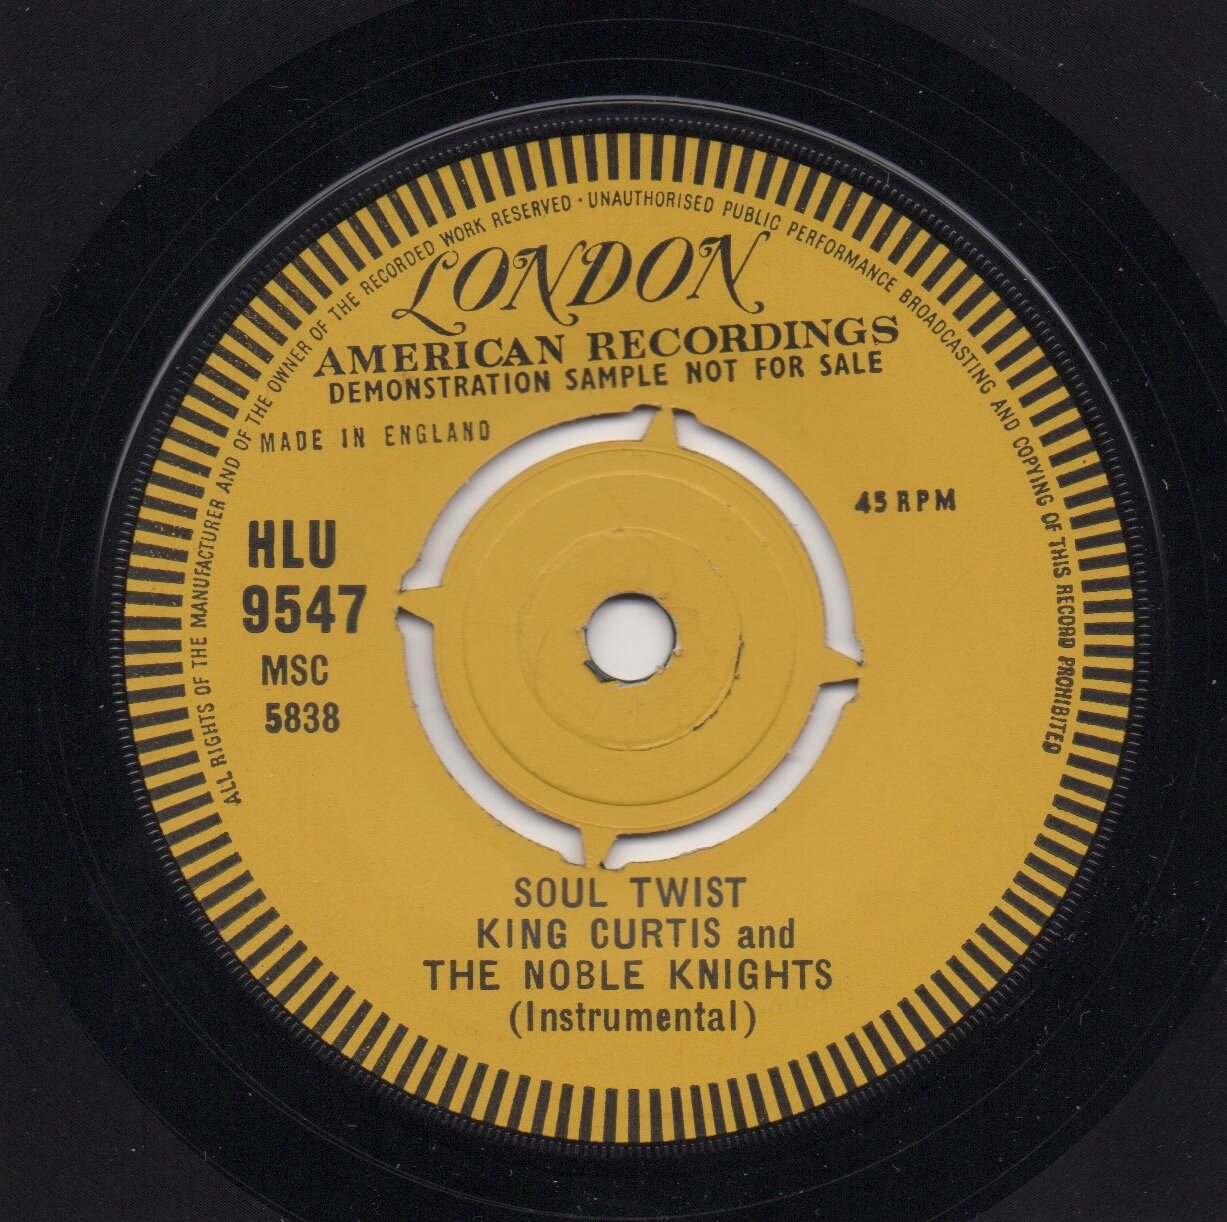 ALL RIGHTS OF THE MANUFACTURER AND OF THE OWNER OF THE RECORDED WORK RESERVED · UNAUTHORISED PUBLIC PERFORMANCE BROADCASTING AND COPYING OF THIS RECORD PROHIBITED
LONDON
AMERICAN RECORDINGS
DEMONSTRATION SAMPLE NOT FOR SALE
MADE IN ENGLAND
45 RPM
HLU
9547
MSC
5838
SOUL TWIST
KING CURTIS and
THE NOBLE KNIGHTS
(Instrumental)